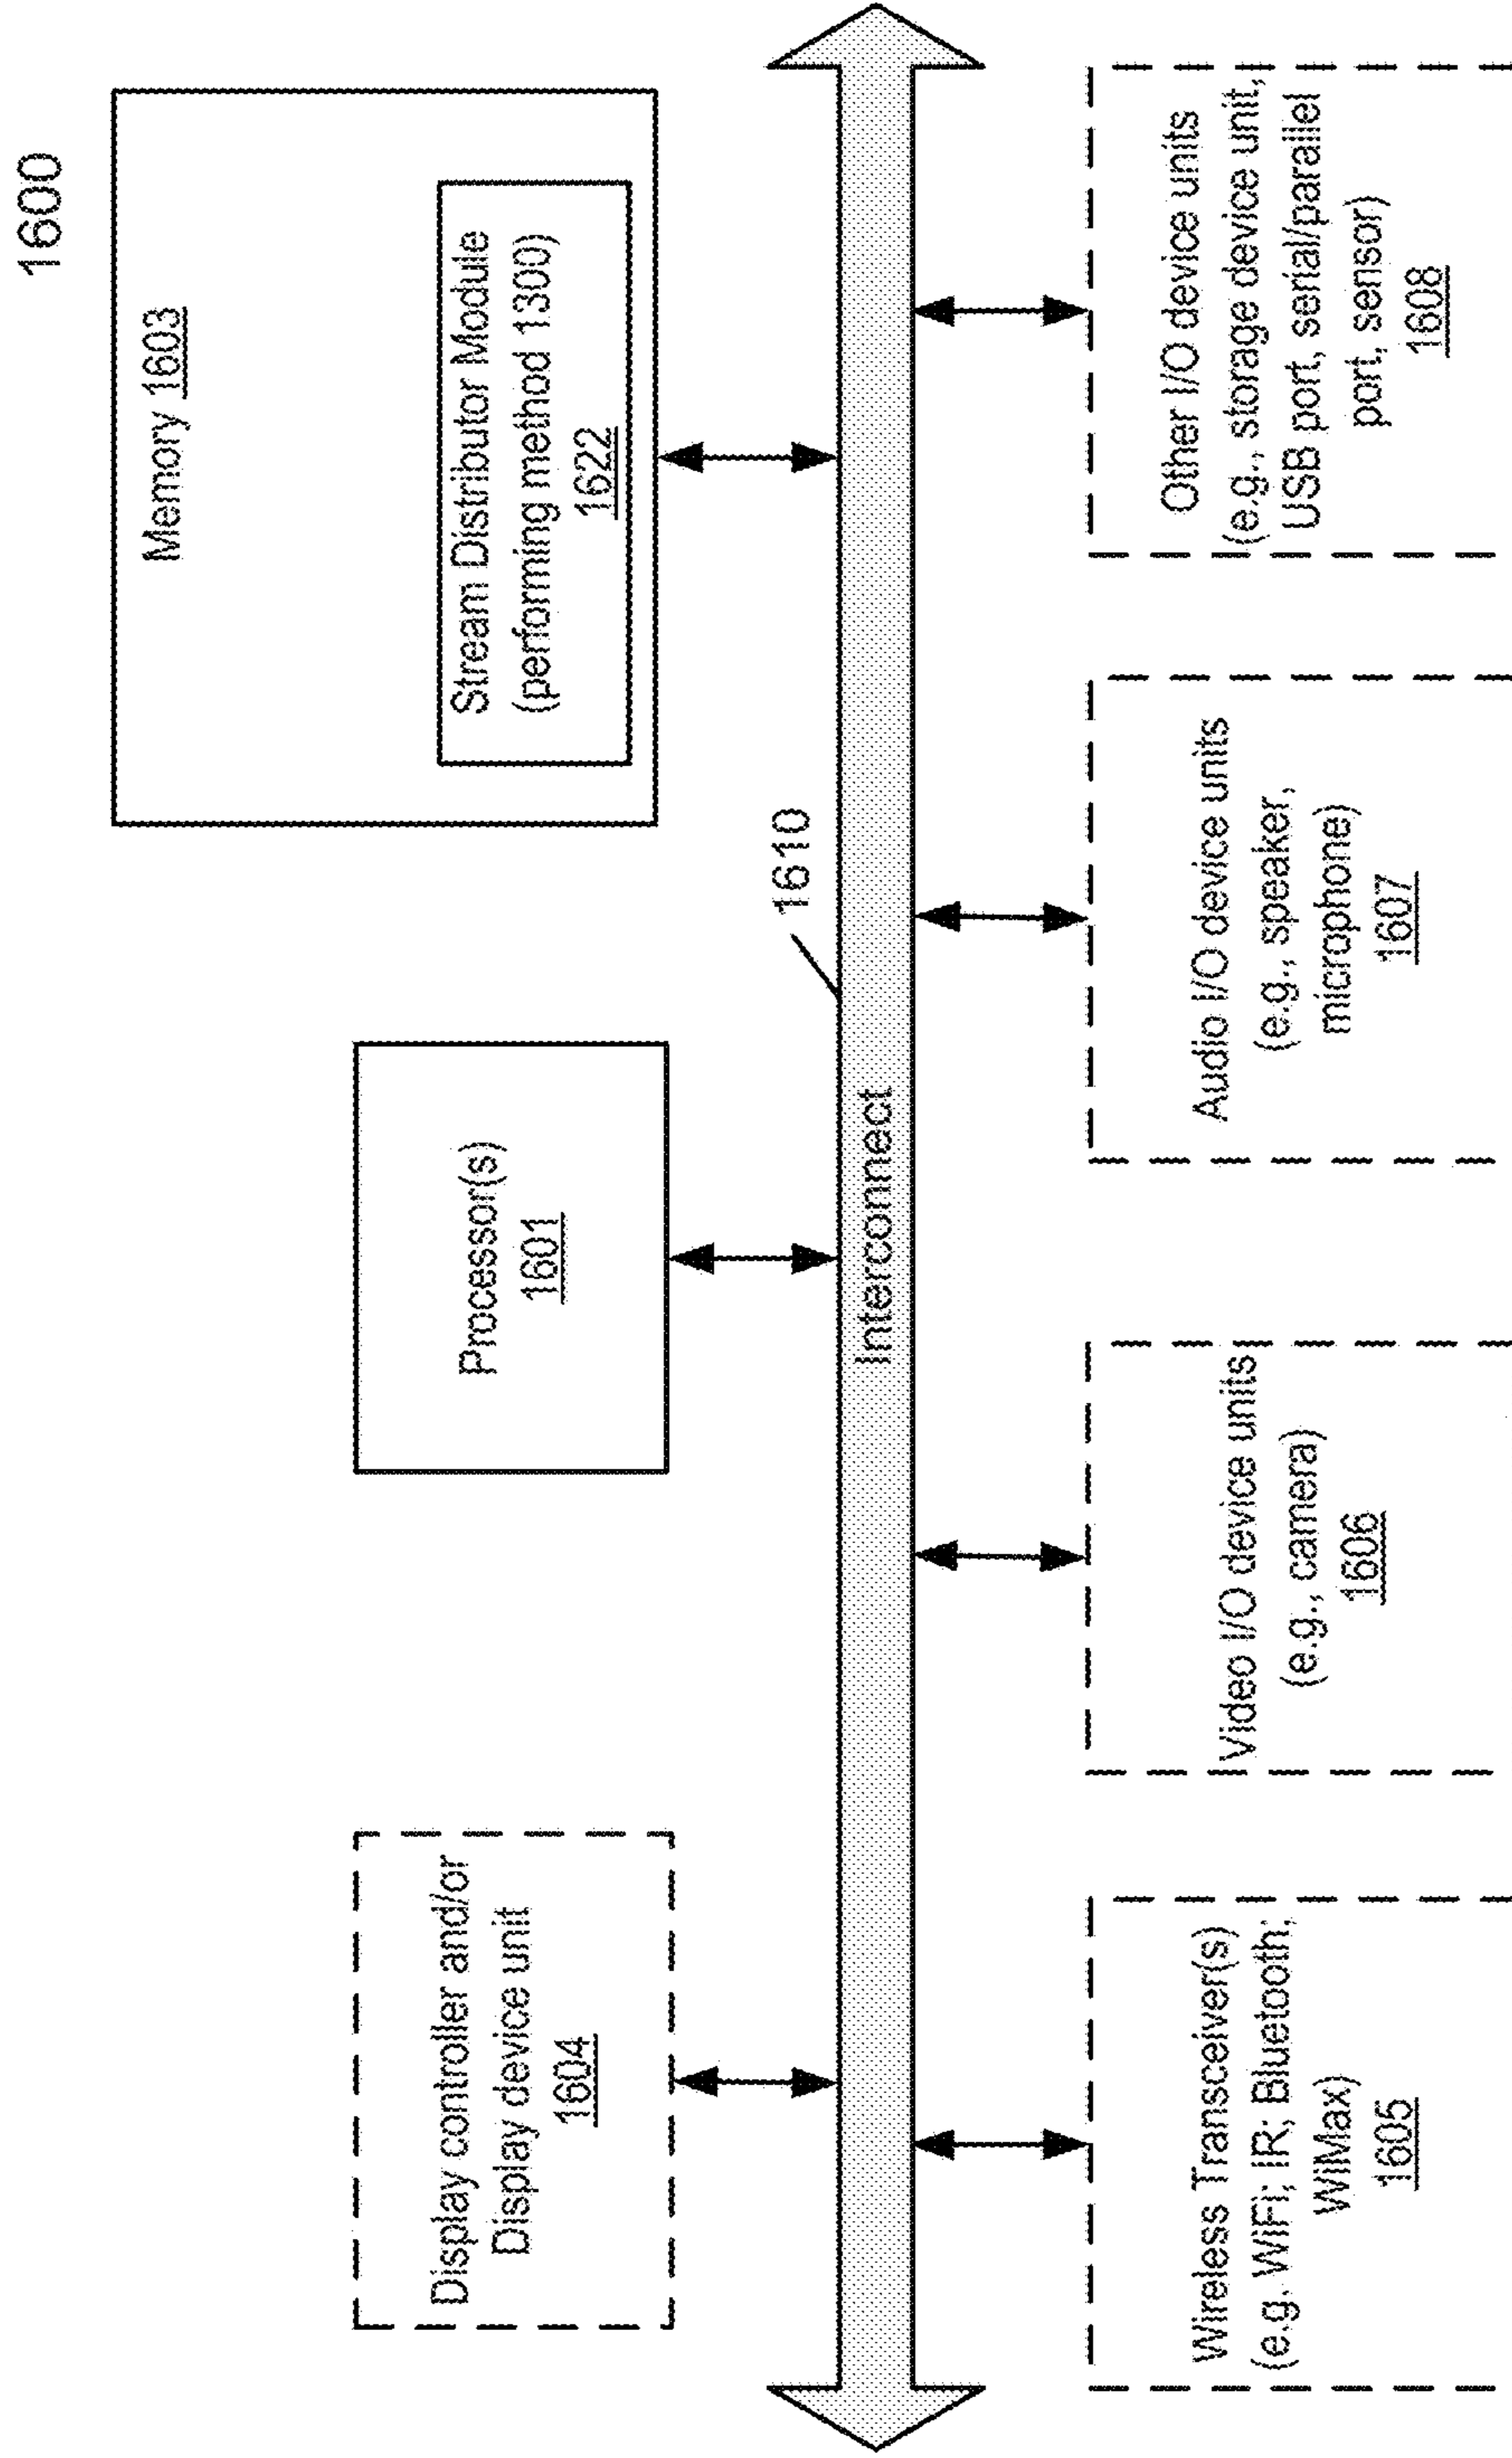 1600
Display controller and/or
Display device unit
1604
Processor(s)
1601
Memory 1603
Stream Distributor Module
(performing method 1300)
1622
1610
Interconnect
Wireless Transceiver(s)
(e.g. WiFi; IR; Bluetooth;
WiMax)
1605
Video I/O device units
(e.g., camera)
1606
Audio I/O device units
(e.g., speaker,
microphone)
1607
Other I/O device units
(e.g., storage device unit,
USB port, serial/parallel
port, sensor)
1608